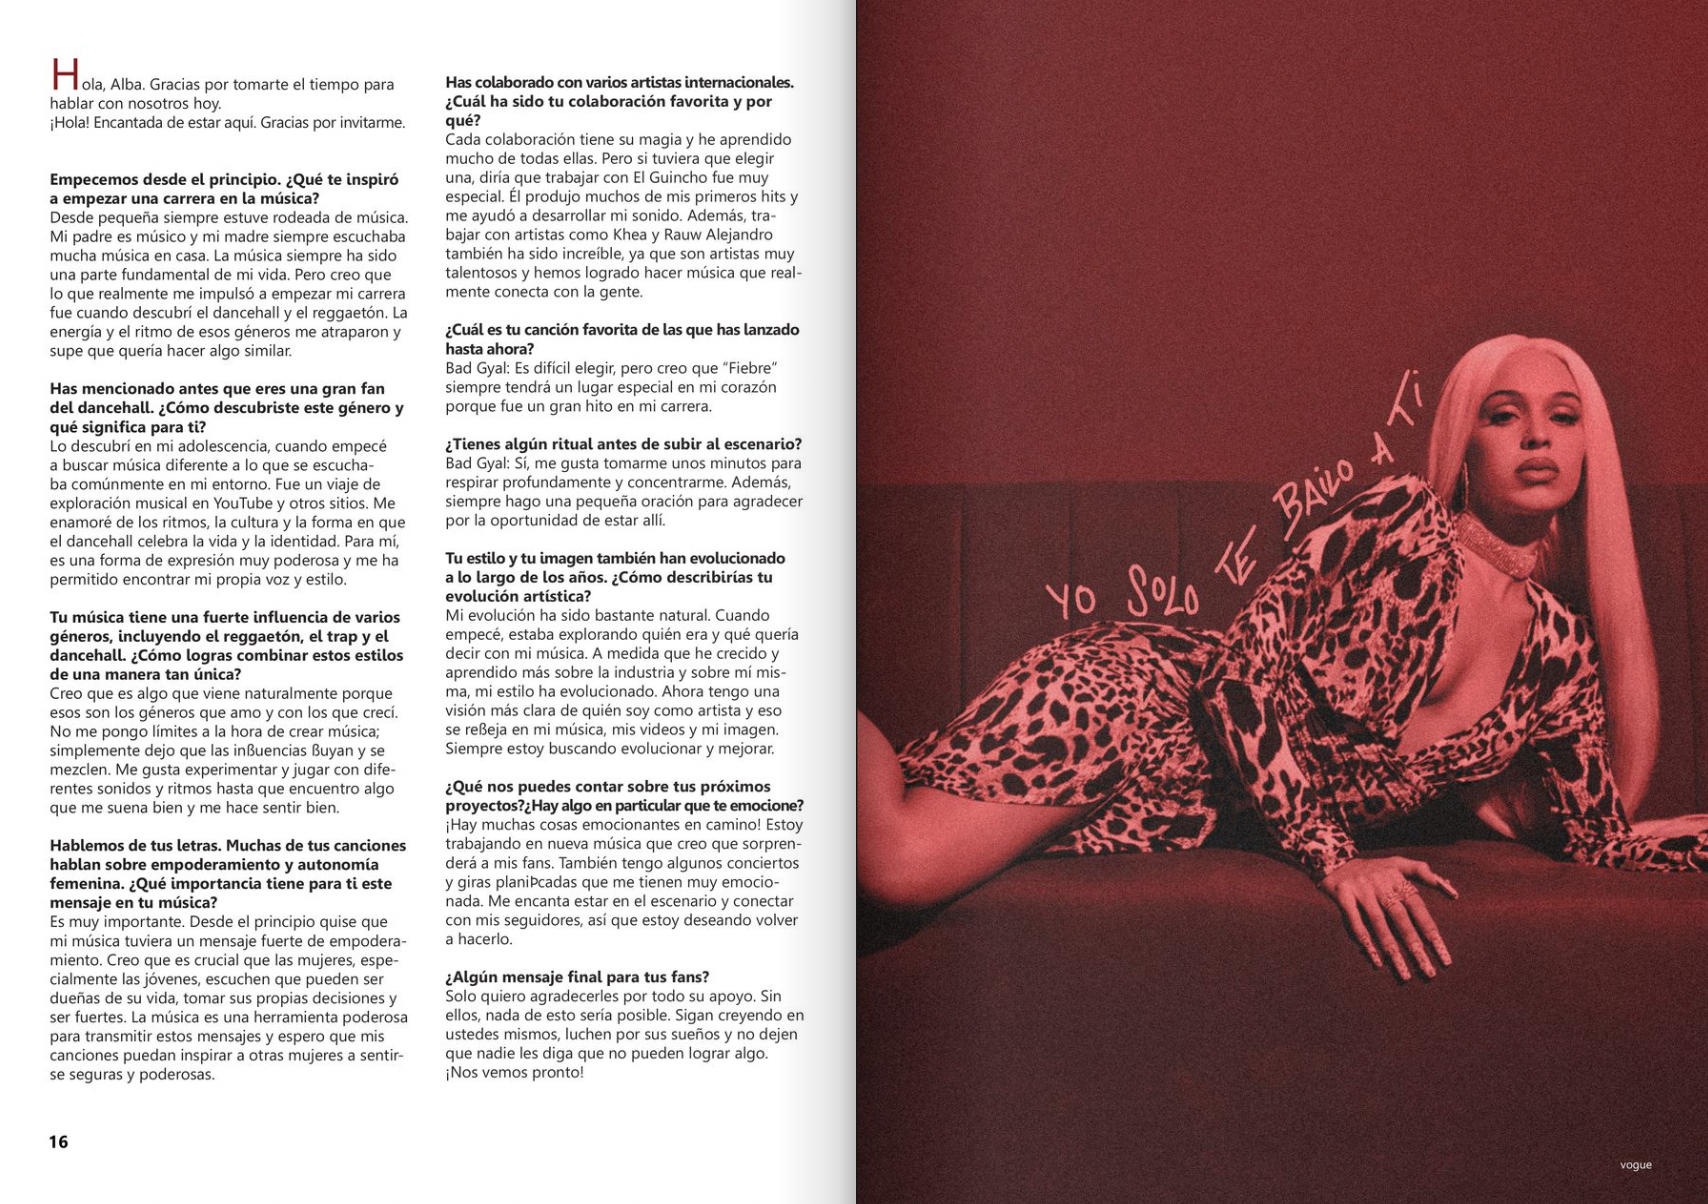 Hola, Alba. Gracias por tomarte el tiempo para
hablar con nosotros hoy.
¡Hola! Encantada de estar aquí. Gracias por invitarme.
Empecemos desde el principio. ¿Qué te inspiró
a empezar una carrera en la música?
Desde pequeña siempre estuve rodeada de música.
Mi padre es músico y mi madre siempre escuchaba
mucha música en casa. La música siempre ha sido
una parte fundamental de mi vida. Pero creo que
lo que realmente me impulsó a empezar mi carrera
fue cuando descubrí el dancehall y el reggaetón. La
energía y el ritmo de esos géneros me atraparon y
supe que quería hacer algo similar.
Has mencionado antes que eres una gran fan
del dancehall. ¿Cómo descubriste este género y
qué significa para ti?
Lo descubrí en mi adolescencia, cuando empecé
a buscar música diferente a lo que se escucha-
ba comúnmente en mi entorno. Fue un viaje de
exploración musical en YouTube y otros sitios. Me
enamoré de los ritmos, la cultura y la forma en que
el dancehall celebra la vida y la identidad. Para mí,
es una forma de expresión muy poderosa y me ha
permitido encontrar mi propia voz y estilo.
Tu música tiene una fuerte influencia de varios
géneros, incluyendo el reggaetón, el trap y el
dancehall. ¿Cómo logras combinar estos estilos
de una manera tan única?
Creo que es algo que viene naturalmente porque
esos son los géneros que amo y con los que crecí.
No me pongo límites a la hora de crear música;
simplemente dejo que las inßuencias ßuyan y se
mezclen. Me gusta experimentar y jugar con dife-
rentes sonidos y ritmos hasta que encuentro algo
que me suena bien y me hace sentir bien.
Hablemos de tus letras. Muchas de tus canciones
hablan sobre empoderamiento y autonomía
femenina. ¿Qué importancia tiene para ti este
mensaje en tu música?
Es muy importante. Desde el principio quise que
mi música tuviera un mensaje fuerte de empodera-
miento. Creo que es crucial que las mujeres, espe-
cialmente las jóvenes, escuchen que pueden ser
dueñas de su vida, tomar sus propias decisiones y
ser fuertes. La música es una herramienta poderosa
para transmitir estos mensajes y espero que mis
canciones puedan inspirar a otras mujeres a sentir-
se seguras y poderosas.
16
Has colaborado con varios artistas internacionales.
¿Cuál ha sido tu colaboración favorita y por
qué?
Cada colaboración tiene su magia y he aprendido
mucho de todas ellas. Pero si tuviera que elegir
una, diría que trabajar con El Guincho fue muy
especial. Él produjo muchos de mis primeros hits y
me ayudó a desarrollar mi sonido. Además, tra-
bajar con artistas como Khea y Rauw Alejandro
también ha sido increíble, ya que son artistas muy
talentosos y hemos logrado hacer música que real-
mente conecta con la gente.
¿Cuál es tu canción favorita de las que has lanzado
hasta ahora?
Bad Gyal: Es difícil elegir, pero creo que “Fiebre“
siempre tendrá un lugar especial en mi corazón
porque fue un gran hito en mi carrera.
¿Tienes algún ritual antes de subir al escenario?
Bad Gyal: Sí, me gusta tomarme unos minutos para
respirar profundamente y concentrarme. Además,
siempre hago una pequeña oración para agradecer
por la oportunidad de estar allí.
Tu estilo y tu imagen también han evolucionado
a lo largo de los años. ¿Cómo describirías tu
evolución artística?
Mi evolución ha sido bastante natural. Cuando
empecé, estaba explorando quién era y qué quería
decir con mi música. A medida que he crecido y
aprendido más sobre la industria y sobre mí mis-
ma, mi estilo ha evolucionado. Ahora tengo una
visión más clara de quién soy como artista y eso
se reßeja en mi música, mis videos y mi imagen.
Siempre estoy buscando evolucionar y mejorar.
¿Qué nos puedes contar sobre tus próximos
proyectos?¿Hay algo en particular que te emocione?
¡Hay muchas cosas emocionantes en camino! Estoy
trabajando en nueva música que creo que sorpren-
derá a mis fans. También tengo algunos conciertos
y giras planiÞcadas que me tienen muy emocio-
nada. Me encanta estar en el escenario y conectar
con mis seguidores, así que estoy deseando volver
a hacerlo.
¿Algún mensaje final para tus fans?
Solo quiero agradecerles por todo su apoyo. Sin
ellos, nada de esto sería posible. Sigan creyendo en
ustedes mismos, luchen por sus sueños y no dejen
que nadie les diga que no pueden lograr algo.
¡Nos vemos pronto!
YO SOLO TE BAILO A Ti
vogue